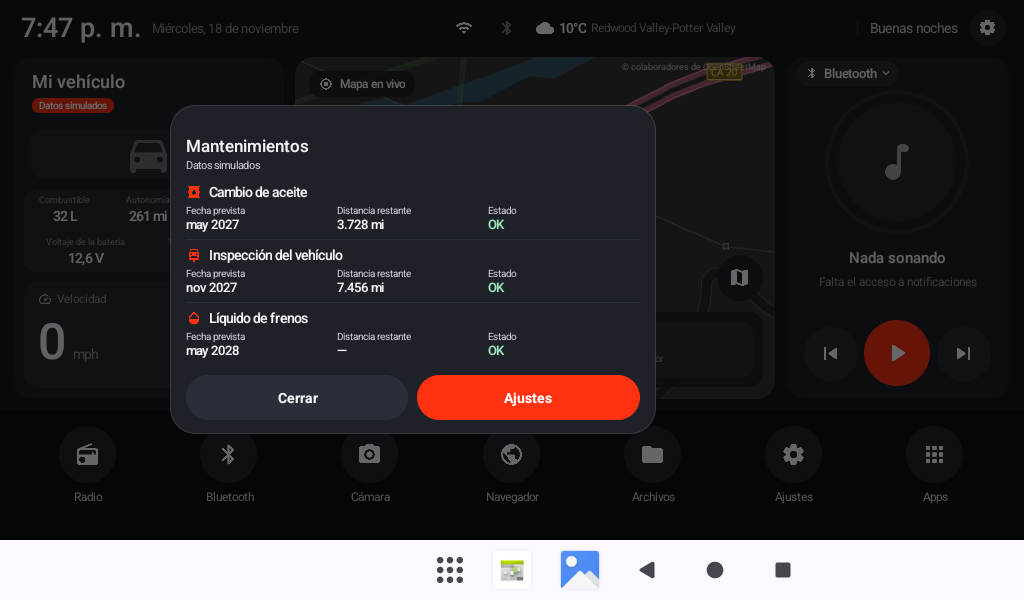 7:47 p. m.
Miércoles, 18 de noviembre
10°C
Redwood Valley-Potter Valley
Buenas noches
Mi vehículo
Datos simulados
Mapa en vivo
© colaboradores de OpenStreetMap
CA 20
Bluetooth
Mantenimientos
Datos simulados
Cambio de aceite
Fecha prevista
Distancia restante
Estado
may 2027
3.728 mi
OK
Inspección del vehículo
Fecha prevista
Distancia restante
Estado
nov 2027
7.456 mi
OK
Líquido de frenos
Fecha prevista
Distancia restante
Estado
may 2028
—
OK
Cerrar
Ajustes
Combustible
32 L
Autonomía
261 mi
Voltaje de la batería
12,6 V
Velocidad
0 mph
Nada sonando
Falta el acceso a notificaciones
Radio
Bluetooth
Cámara
Navegador
Archivos
Ajustes
Apps